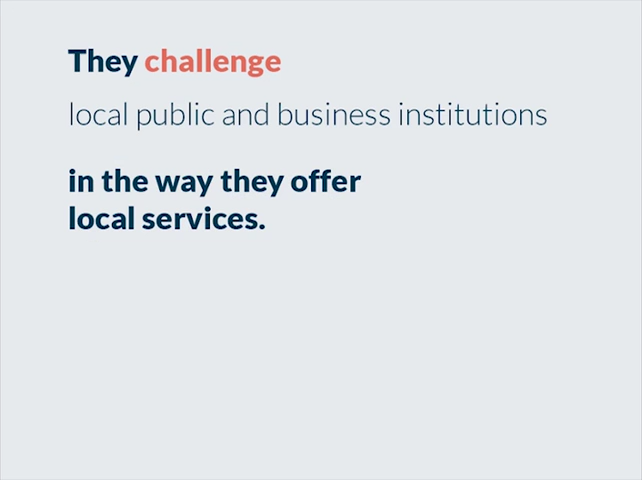 They challenge
local public and business institutions
in the way they offer
local services.